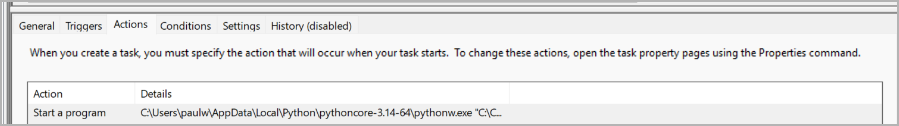 General Triggers Actions Conditions Settings History (disabled)
When you create a task, you must specify the action that will occur when your task starts.  To change these actions, open the task property pages using the Properties command.
Action Details
Start a program C:\Users\paulw\AppData\Local\Python\pythoncore-3.14-64\pythonw.exe "C:\C...